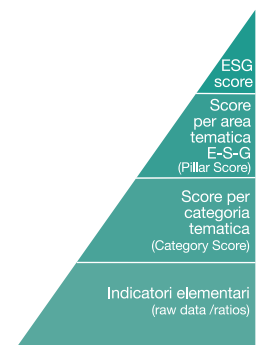 ESG
score
Score
per area
tematica
E-S-G
(Pillar Score)
Score per
categoria
tematica
(Category Score)
Indicatori elementari
(raw data /ratios)